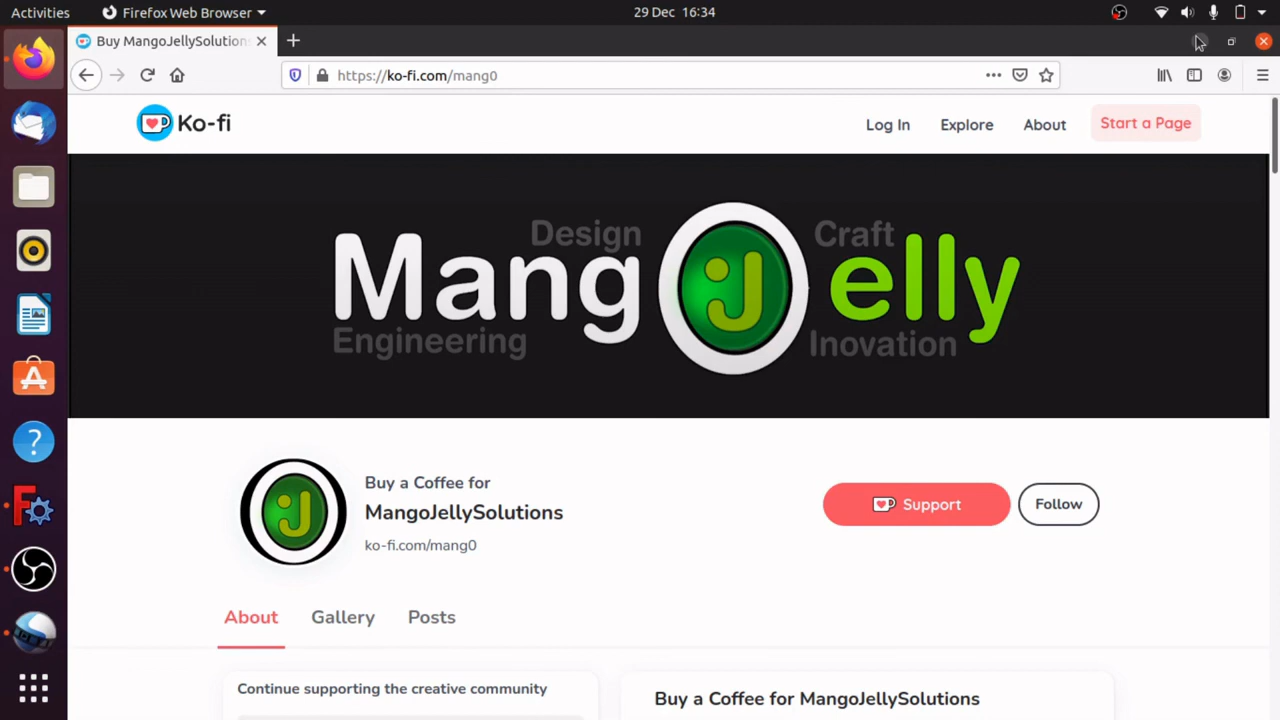 Activities
Firefox Web Browser
29 Dec 16:34
Buy MangoJellySolution
https://ko-fi.com/mang0
Ko-fi
Log In
Explore
About
Start a Page
Design
Craft
Mang Jelly
Engineering
Inovation
J
Buy a Coffee for
MangoJellySolutions
ko-fi.com/mang0
Support
Follow
About
Gallery
Posts
Continue supporting the creative community
Buy a Coffee for MangoJellySolutions